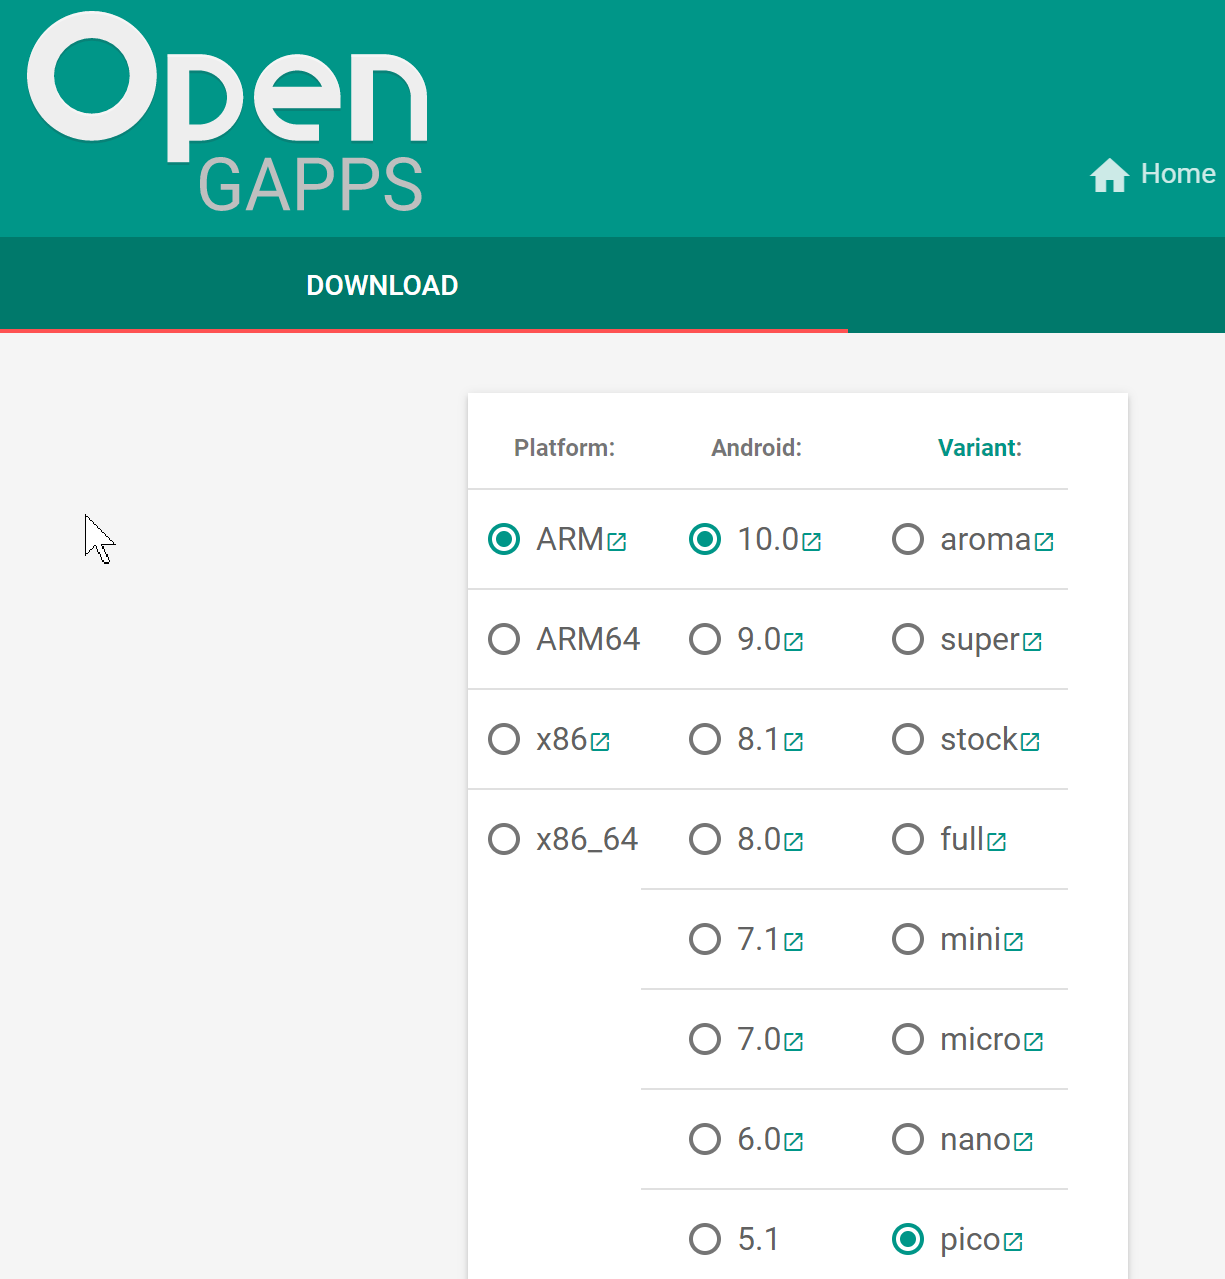 Open
GAPPS
Home
DOWNLOAD
Platform: Android: Variant:
ARM 10.0 aroma
ARM64 9.0 super
x86 8.1 stock
x86_64 8.0 full
7.1 mini
7.0 micro
6.0 nano
5.1 pico